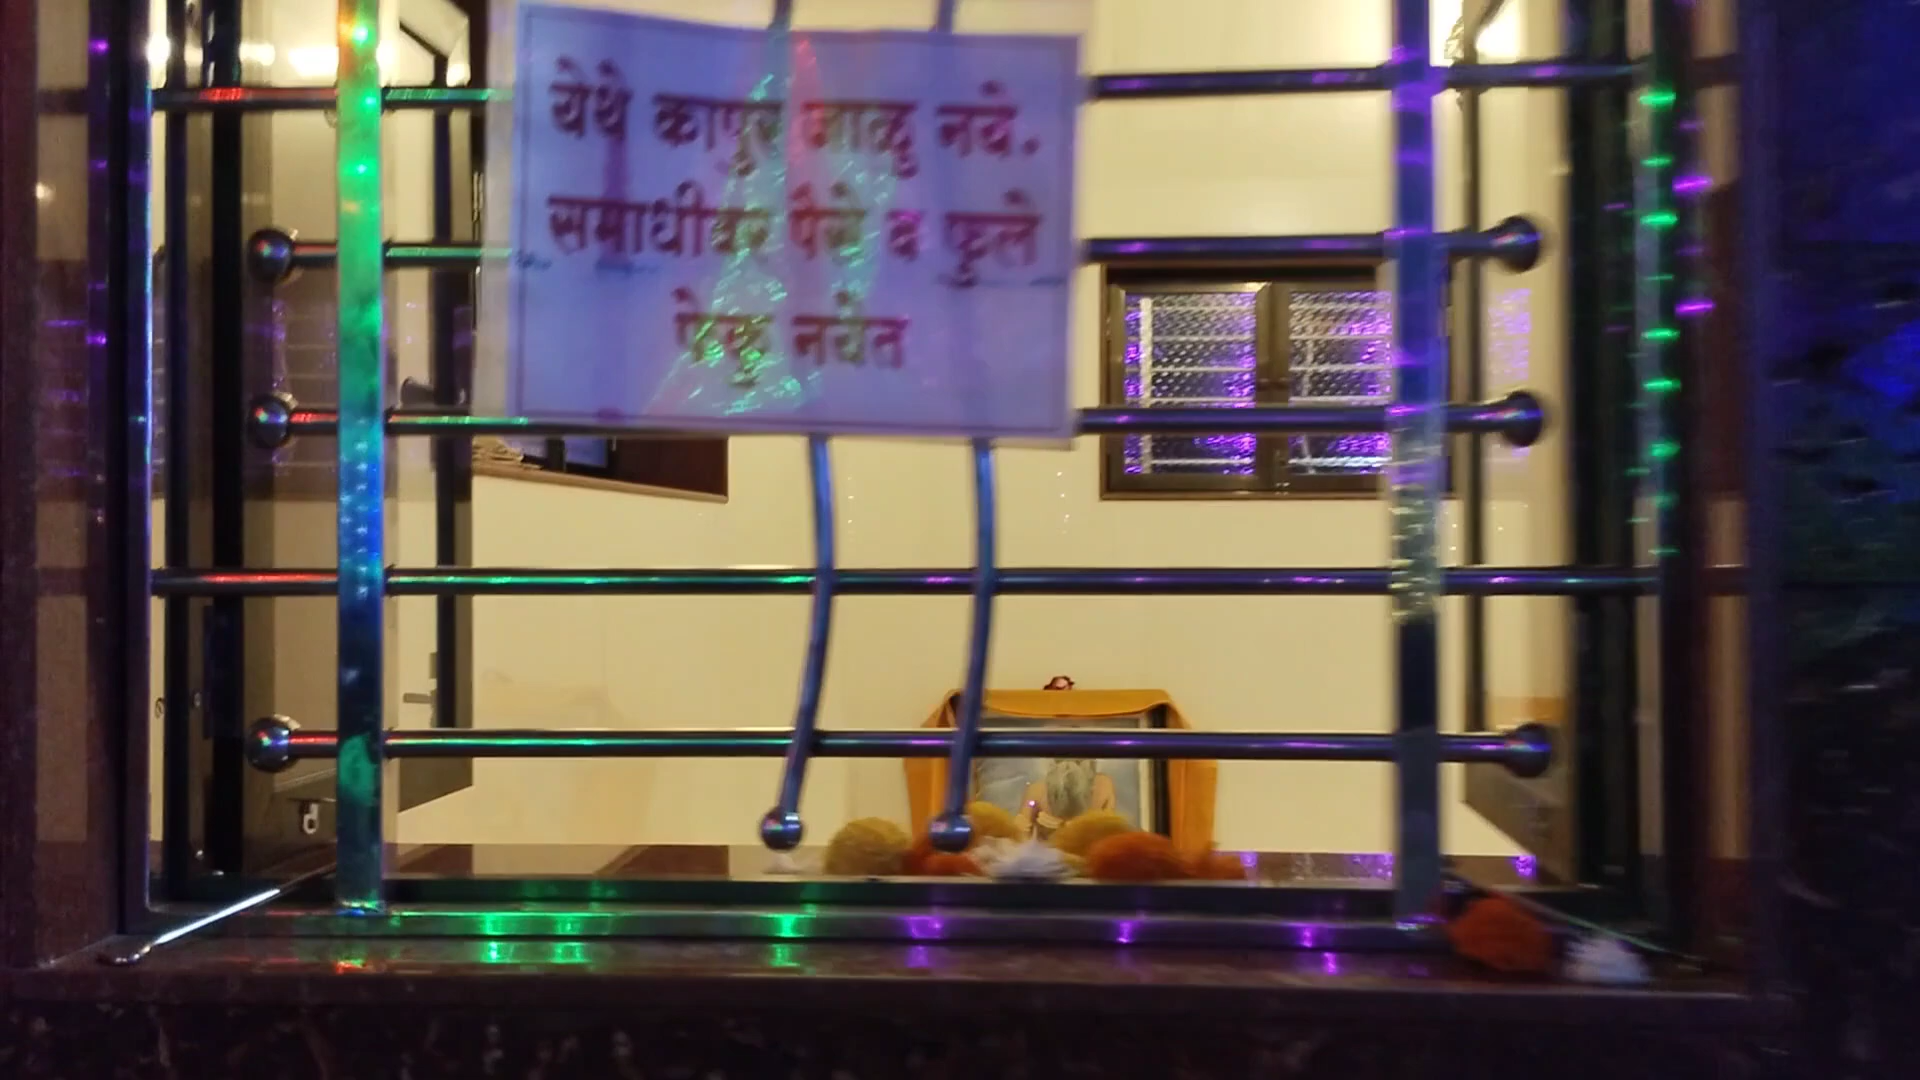 येथे कापुर जाळु नये.
समाधीवर पैसे व फुले
फेकु नयेत